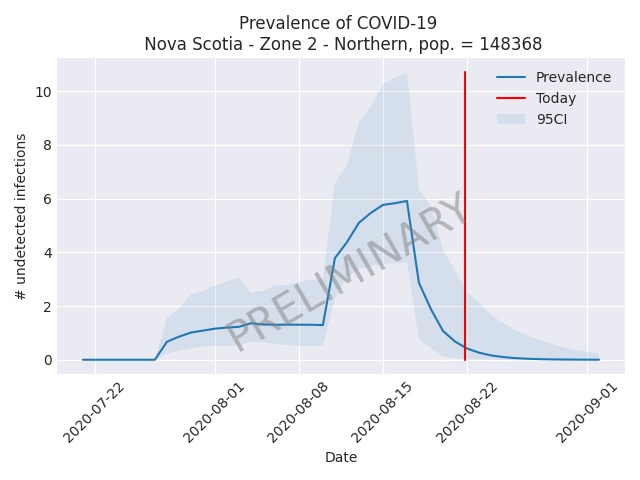 Prevalence of COVID-19
Nova Scotia - Zone 2 - Northern, pop. = 148368
Prevalence
Today
95CI
PRELIMINARY
# undetected infections
10
8
6
4
2
0
2020-07-22
2020-08-01
2020-08-08
2020-08-15
2020-08-22
2020-09-01
Date